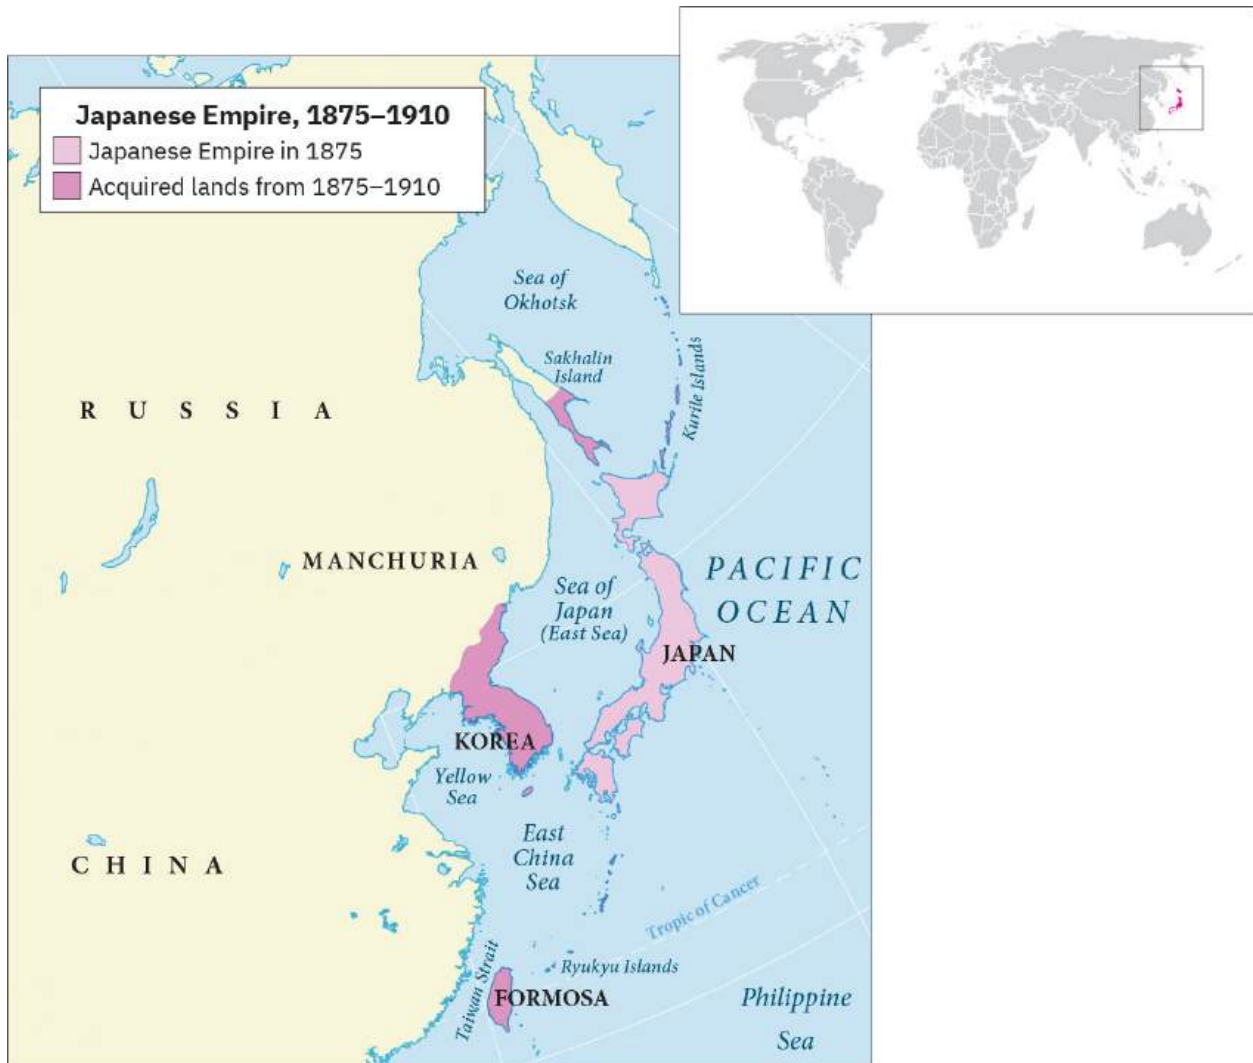 Japanese Empire, 1875–1910
Japanese Empire in 1875
Acquired lands from 1875–1910
Sea of
Okhotsk
Sakhalin
Island
Kurile Islands
R U S S I A
MANCHURIA
Sea of
Japan
(East Sea)
PACIFIC
OCEAN
JAPAN
KOREA
Yellow
Sea
East
China
Sea
C H I N A
Tropic of Cancer
Taiwan Strait
Ryukyu Islands
FORMOSA
Philippine
Sea